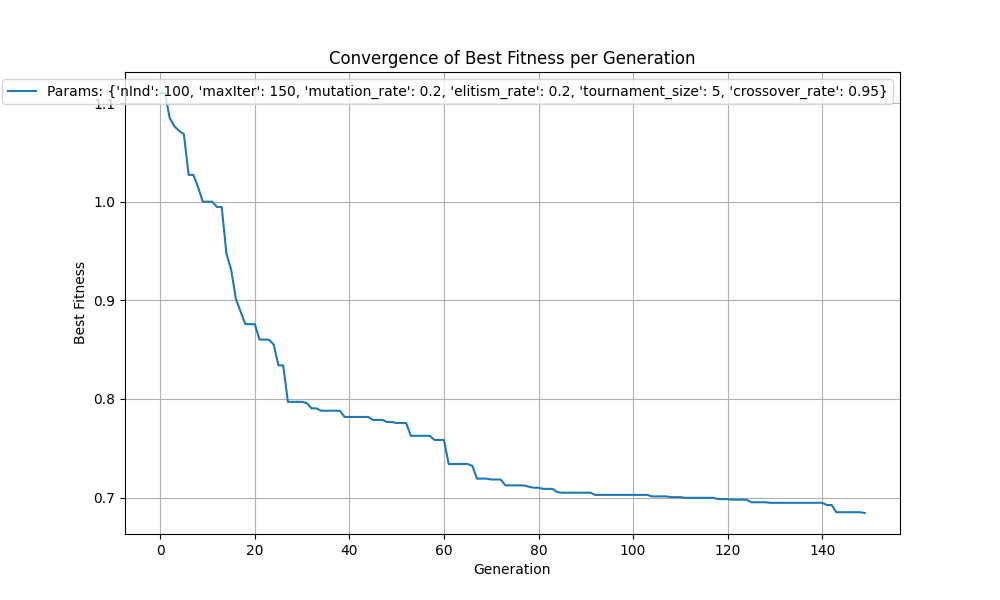 Convergence of Best Fitness per Generation
Params: {'nInd': 100, 'maxIter': 150, 'mutation_rate': 0.2, 'elitism_rate': 0.2, 'tournament_size': 5, 'crossover_rate': 0.95}
1.1
1.0
0.9
0.8
0.7
Best Fitness
0 20 40 60 80 100 120 140
Generation